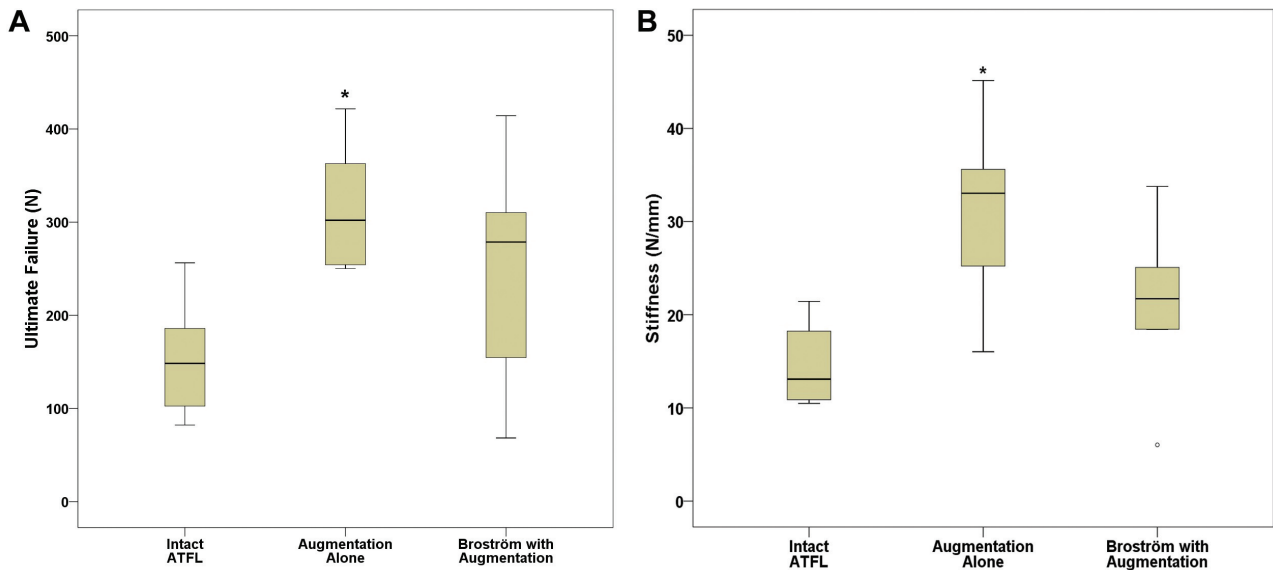 A
Ultimate Failure (N)
500
400
300
200
100
0
*
Intact
ATFL
Augmentation
Alone
Broström with
Augmentation
B
Stiffness (N/mm)
50
40
30
20
10
0
*
Intact
ATFL
Augmentation
Alone
Broström with
Augmentation